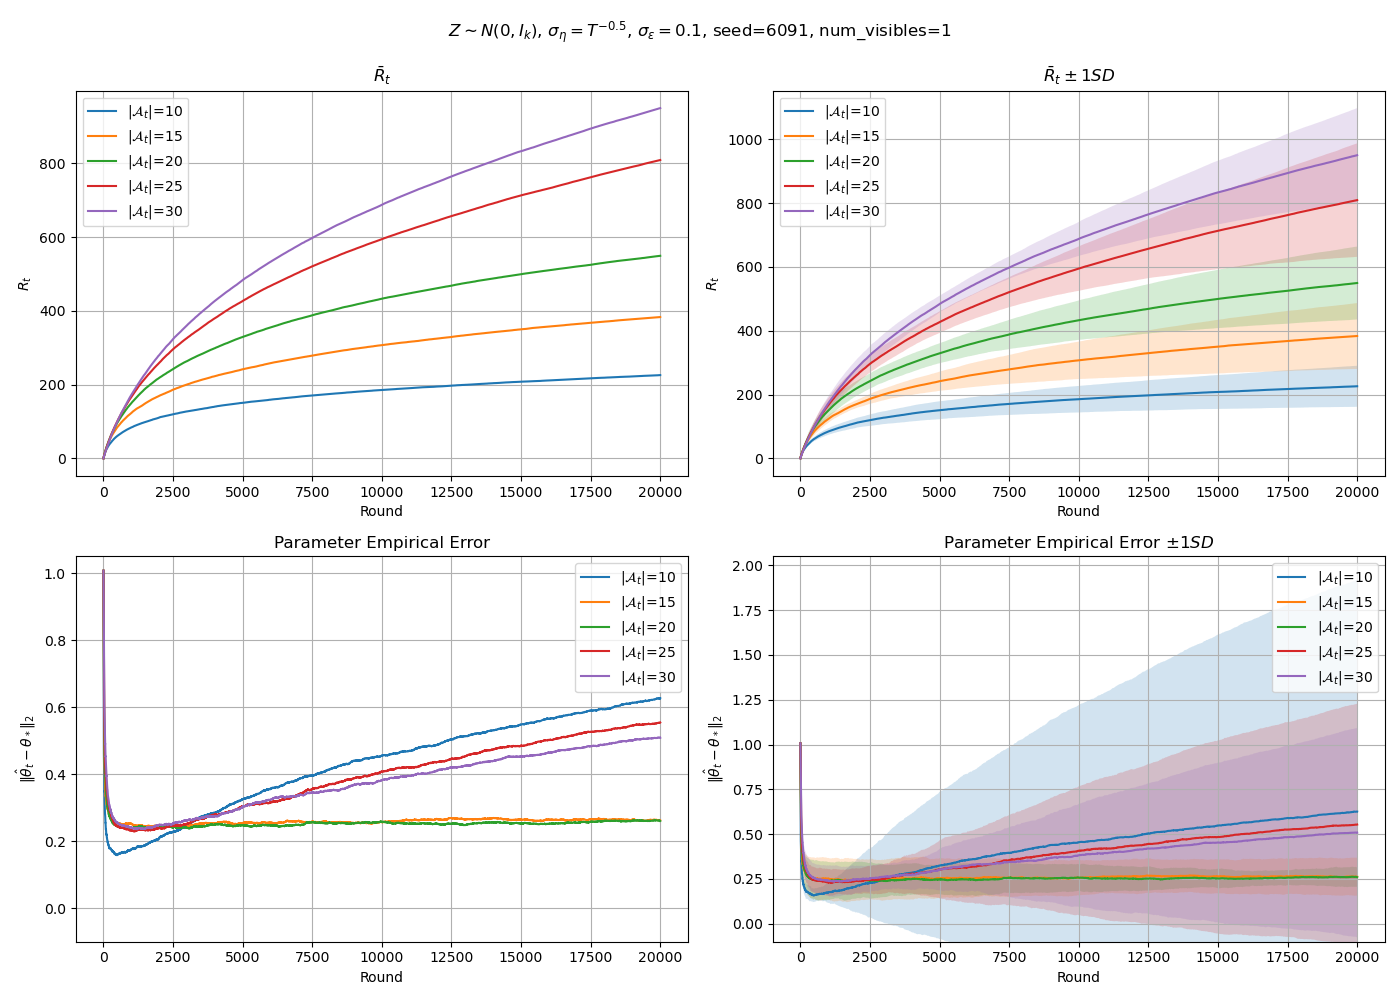 Z ∼ N(0, I_k), σ_η = T^{−0.5}, σ_ε = 0.1, seed=6091, num_visibles=1
R̄_t
R_t
800
600
400
200
0
|𝒜_t|=10
|𝒜_t|=15
|𝒜_t|=20
|𝒜_t|=25
|𝒜_t|=30
0 2500 5000 7500 10000 12500 15000 17500 20000
Round
R̄_t ± 1SD
R_t
1000
800
600
400
200
0
|𝒜_t|=10
|𝒜_t|=15
|𝒜_t|=20
|𝒜_t|=25
|𝒜_t|=30
0 2500 5000 7500 10000 12500 15000 17500 20000
Round
Parameter Empirical Error
‖θ̂_t − θ_*‖_2
1.0
0.8
0.6
0.4
0.2
0.0
|𝒜_t|=10
|𝒜_t|=15
|𝒜_t|=20
|𝒜_t|=25
|𝒜_t|=30
0 2500 5000 7500 10000 12500 15000 17500 20000
Round
Parameter Empirical Error ±1SD
‖θ̂_t − θ_*‖_2
2.00
1.75
1.50
1.25
1.00
0.75
0.50
0.25
0.00
|𝒜_t|=10
|𝒜_t|=15
|𝒜_t|=20
|𝒜_t|=25
|𝒜_t|=30
0 2500 5000 7500 10000 12500 15000 17500 20000
Round